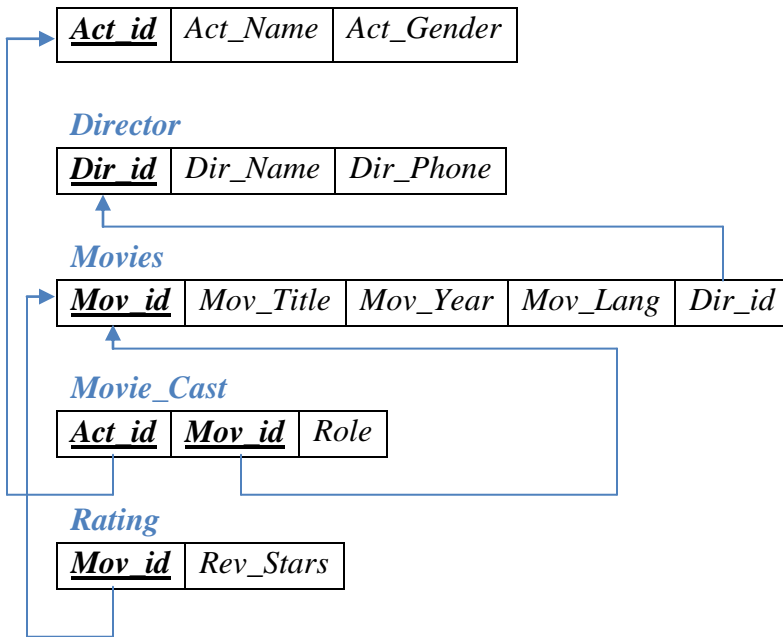 Act_id Act_Name Act_Gender
Director
Dir_id Dir_Name Dir_Phone
Movies
Mov_id Mov_Title Mov_Year Mov_Lang Dir_id
Movie_Cast
Act_id Mov_id Role
Rating
Mov_id Rev_Stars